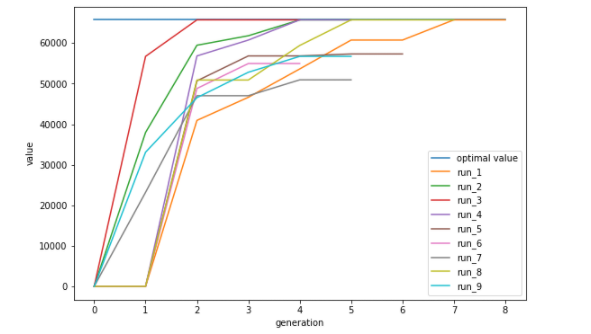 60000
50000
40000
30000
20000
10000
0
value
0 1 2 3 4 5 6 7 8
generation
optimal value
run_1
run_2
run_3
run_4
run_5
run_6
run_7
run_8
run_9